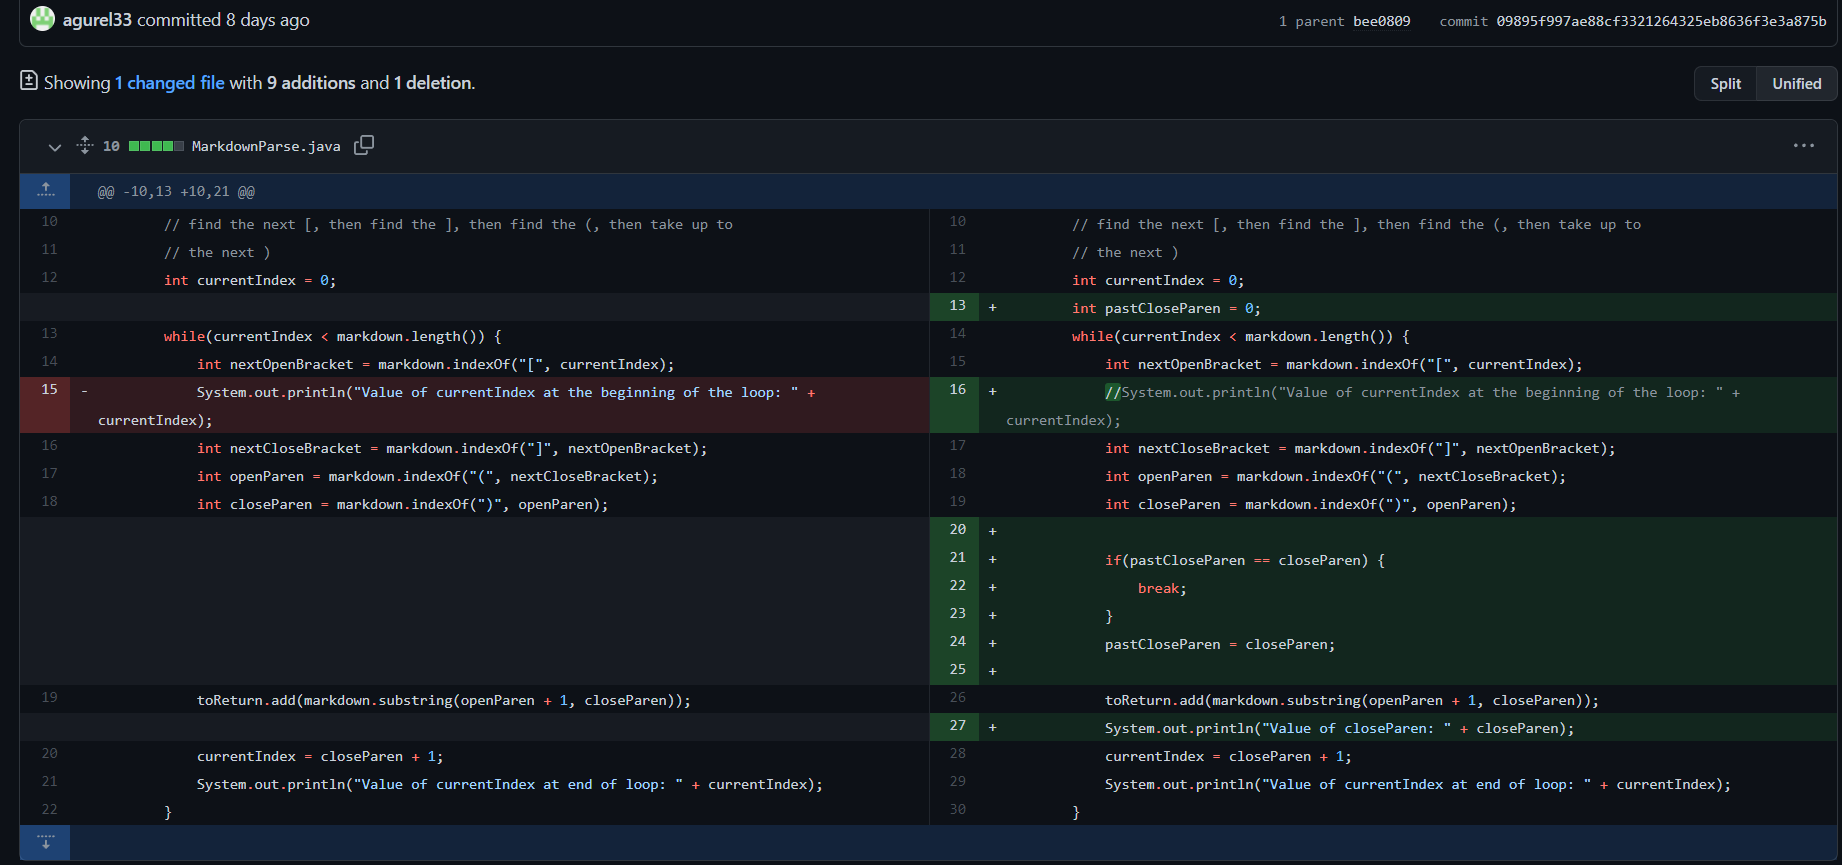 agurel33 committed 8 days ago 1 parent bee0809 commit 09895f997ae88cf3321264325eb8636f3e3a875b
Showing 1 changed file with 9 additions and 1 deletion.
Split Unified
10 MarkdownParse.java
@@ -10,13 +10,21 @@
10 // find the next [, then find the ], then find the (, then take up to 10 // find the next [, then find the ], then find the (, then take up to
11 // the next ) 11 // the next )
12 int currentIndex = 0; 12 int currentIndex = 0;
13 + int pastCloseParen = 0;
13 while(currentIndex < markdown.length()) { 14 while(currentIndex < markdown.length()) {
14 int nextOpenBracket = markdown.indexOf("[", currentIndex); 15 int nextOpenBracket = markdown.indexOf("[", currentIndex);
15 - System.out.println("Value of currentIndex at the beginning of the loop: " + 16 + //System.out.println("Value of currentIndex at the beginning of the loop: " +
currentIndex); currentIndex);
16 int nextCloseBracket = markdown.indexOf("]", nextOpenBracket); 17 int nextCloseBracket = markdown.indexOf("]", nextOpenBracket);
17 int openParen = markdown.indexOf("(", nextCloseBracket); 18 int openParen = markdown.indexOf("(", nextCloseBracket);
18 int closeParen = markdown.indexOf(")", openParen); 19 int closeParen = markdown.indexOf(")", openParen);
20 +
21 + if(pastCloseParen == closeParen) {
22 + break;
23 + }
24 + pastCloseParen = closeParen;
25 +
19 toReturn.add(markdown.substring(openParen + 1, closeParen)); 26 toReturn.add(markdown.substring(openParen + 1, closeParen));
27 + System.out.println("Value of closeParen: " + closeParen);
20 currentIndex = closeParen + 1; 28 currentIndex = closeParen + 1;
21 System.out.println("Value of currentIndex at end of loop: " + currentIndex); 29 System.out.println("Value of currentIndex at end of loop: " + currentIndex);
22 } 30 }